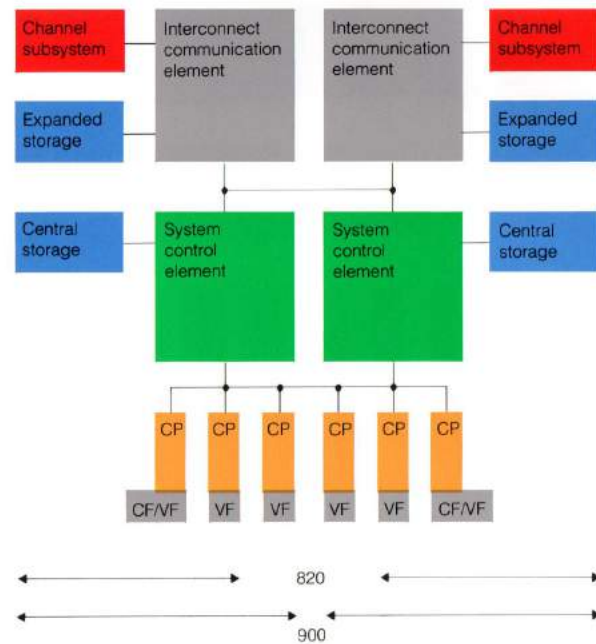 Channel
subsystem
Interconnect
communication
element
Interconnect
communication
element
Channel
subsystem
Expanded
storage
Expanded
storage
Central
storage
System
control
element
System
control
element
Central
storage
CP
CP
CP
CP
CP
CP
CF/VF
VF
VF
VF
VF
CF/VF
820
900